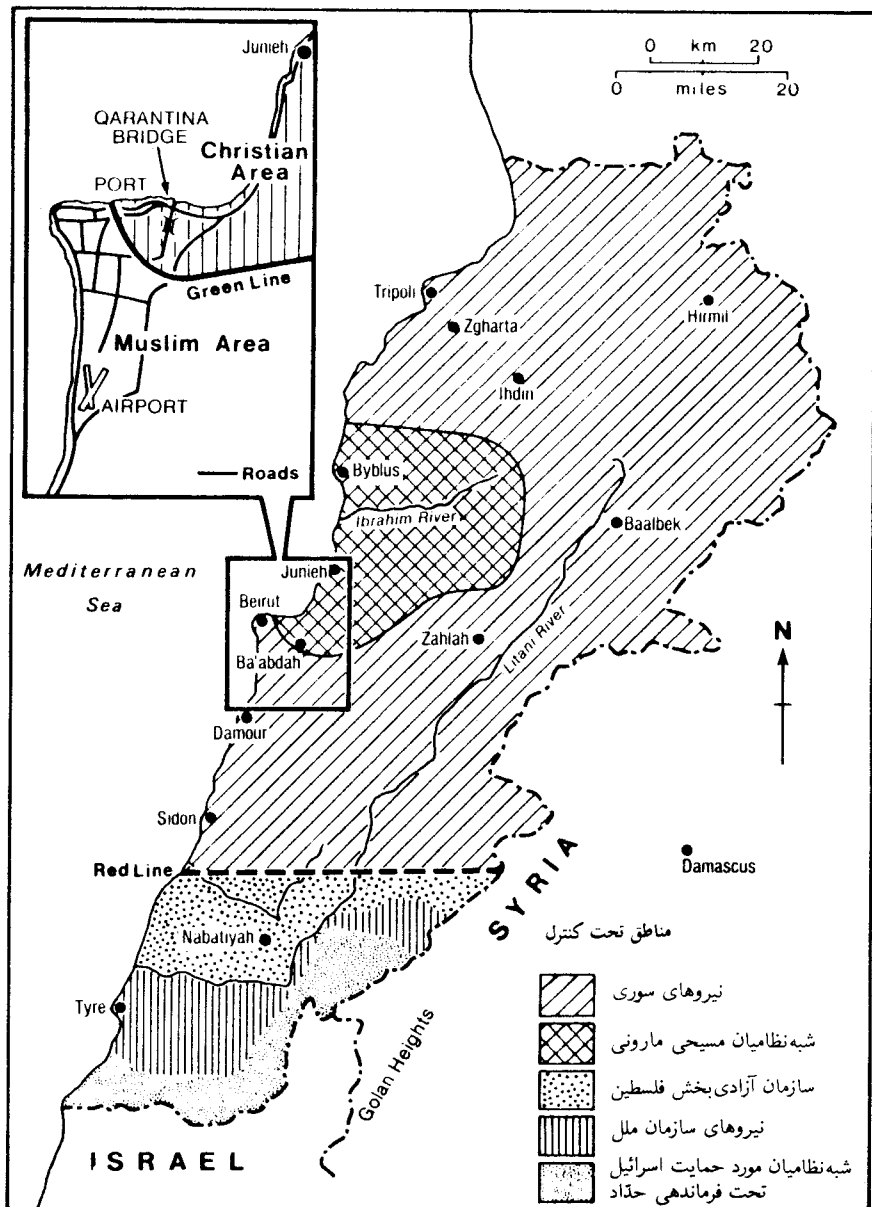 Junieh
QARANTINA
BRIDGE
Christian
Area
PORT
Green Line
Muslim Area
AIRPORT
Roads
0 km 20
0 miles 20
Tripoli
Zgharta
Hirmil
Ihdin
Byblus
Ibrahim River
Baalbek
Mediterranean
Sea
Junieh
Beirut
Ba'abdah
Zahlah
Litani River
N
Damour
Sidon
Red Line
Damascus
SYRIA
Nabatiyah
Tyre
Golan Heights
ISRAEL
مناطق تحت کنترل
نیروهای سوری
شبه‌نظامیان مسیحی مارونی
سازمان آزادی‌بخش فلسطین
نیروهای سازمان ملل
شبه‌نظامیان مورد حمایت اسرائیل
تحت فرماندهی حدّاد